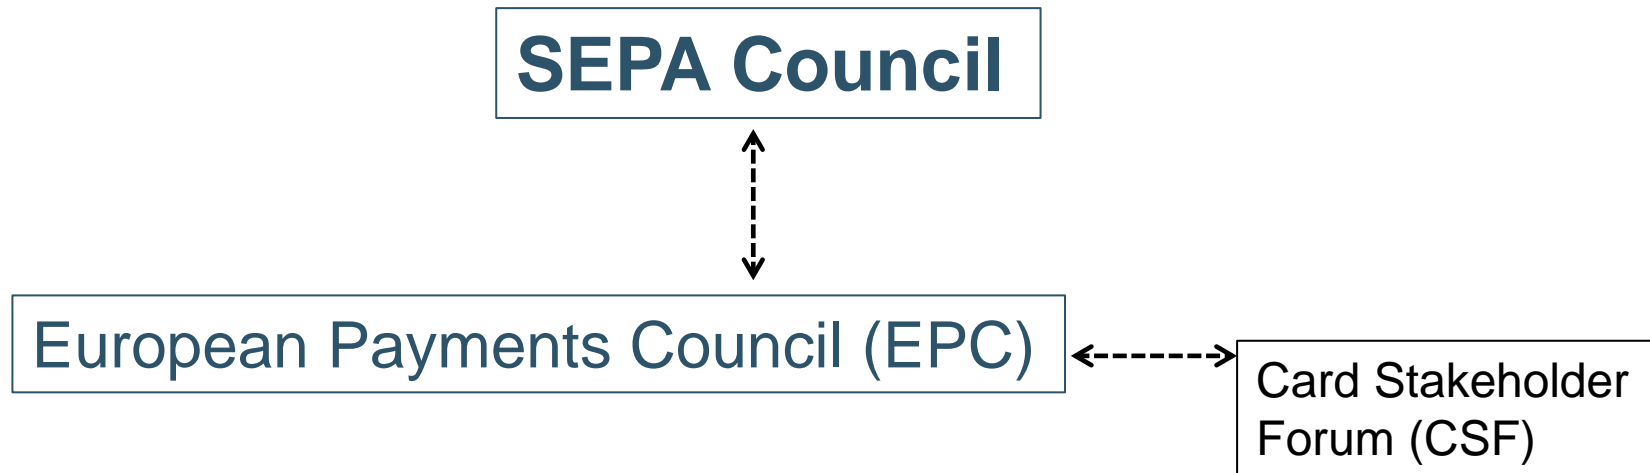 SEPA Council
European Payments Council (EPC)
Card Stakeholder
Forum (CSF)